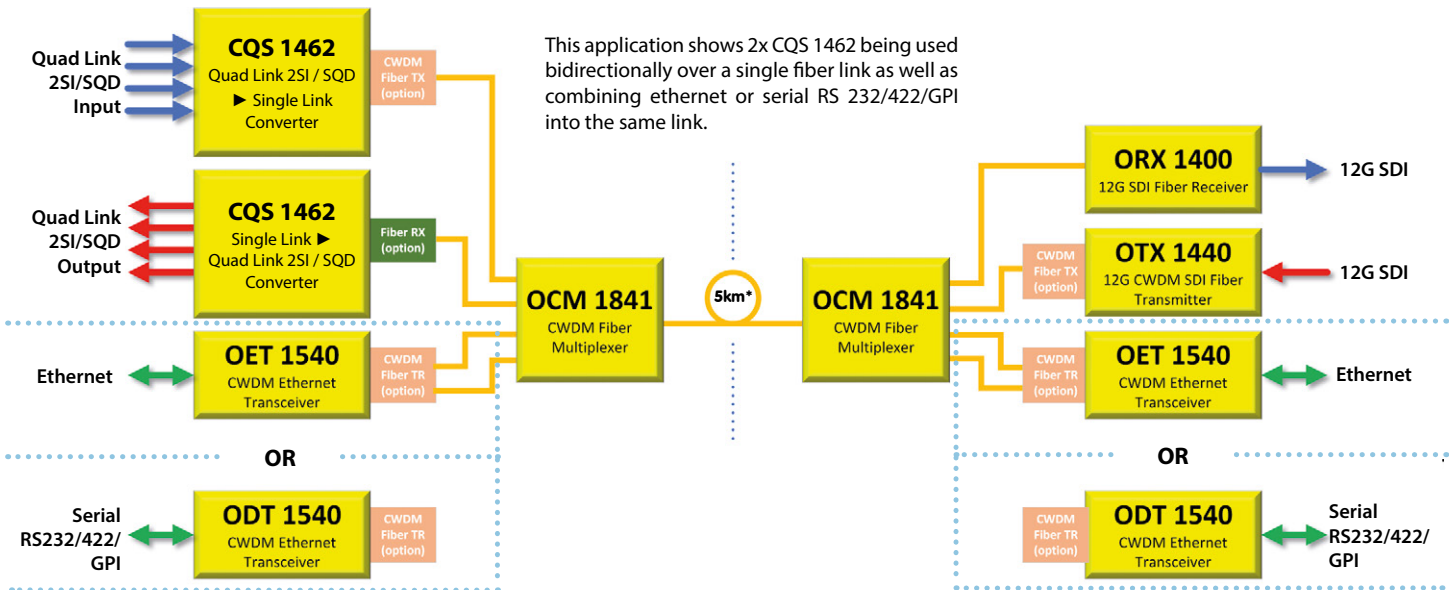 Quad Link
2SI/SQD
Input
CQS 1462
Quad Link 2SI / SQD
► Single Link
Converter
CWDM
Fiber TX
(option)
This application shows 2x CQS 1462 being used
bidirectionally over a single fiber link as well as
combining ethernet or serial RS 232/422/GPI
into the same link.
Quad Link
2SI/SQD
Output
CQS 1462
Single Link ►
Quad Link 2SI / SQD
Converter
Fiber RX
(option)
OCM 1841
CWDM Fiber
Multiplexer
5km*
OCM 1841
CWDM Fiber
Multiplexer
ORX 1400
12G SDI Fiber Receiver
12G SDI
CWDM
Fiber TX
(option)
OTX 1440
12G CWDM SDI Fiber
Transmitter
12G SDI
Ethernet
OET 1540
CWDM Ethernet
Transceiver
CWDM
Fiber TR
(option)
CWDM
Fiber TR
(option)
OET 1540
CWDM Ethernet
Transceiver
Ethernet
OR
OR
Serial
RS232/422/
GPI
ODT 1540
CWDM Ethernet
Transceiver
CWDM
Fiber TR
(option)
CWDM
Fiber TR
(option)
ODT 1540
CWDM Ethernet
Transceiver
Serial
RS232/422/
GPI